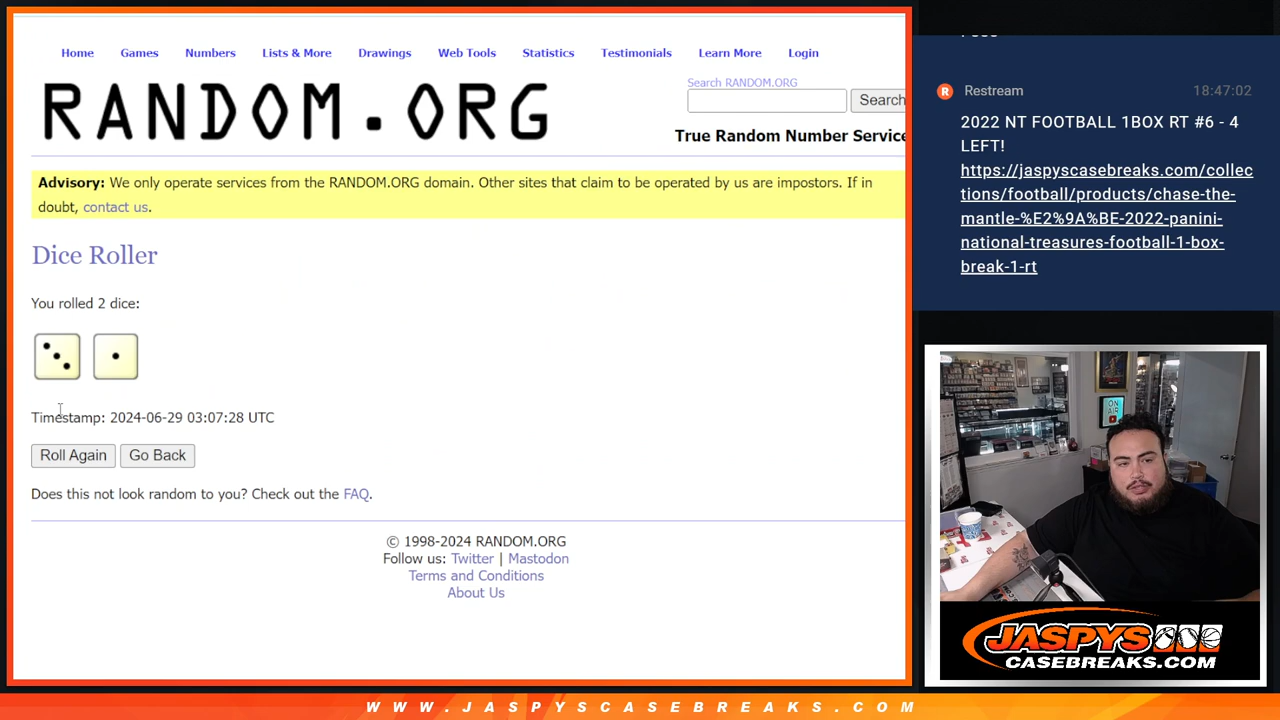 Home Games Numbers Lists & More Drawings Web Tools Statistics Testimonials Learn More Login
RANDOM.ORG
Search RANDOM.ORG
Search
True Random Number Service
Advisory: We only operate services from the RANDOM.ORG domain. Other sites that claim to be operated by us are impostors. If in
doubt, contact us.
Dice Roller
You rolled 2 dice:
Timestamp: 2024-06-29 03:07:28 UTC
Roll Again Go Back
Does this not look random to you? Check out the FAQ.
© 1998-2024 RANDOM.ORG
Follow us: Twitter | Mastodon
Terms and Conditions
About Us
Restream 18:47:02
2022 NT FOOTBALL 1BOX RT #6 - 4
LEFT!
https://jaspyscasebreaks.com/collec
tions/football/products/chase-the-
mantle-%E2%9A%BE-2022-panini-
national-treasures-football-1-box-
break-1-rt
ON
AIR
JASPYS
CASEBREAKS.COM
WWW.JASPYSCASEBREAKS.COM